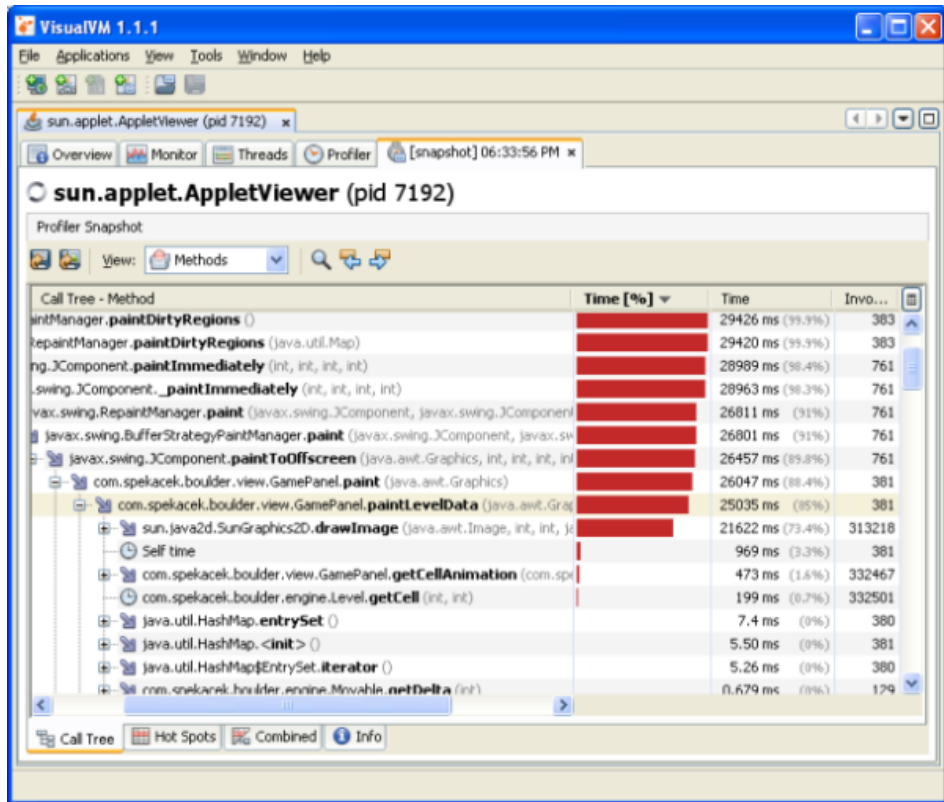 VisualVM 1.1.1
File Applications View Tools Window Help
sun.applet.AppletViewer (pid 7192) x
Overview Monitor Threads Profiler [snapshot] 06:33:56 PM x
sun.applet.AppletViewer (pid 7192)
Profiler Snapshot
View: Methods
Call Tree - Method Time [%] Time Invo...
aintManager.paintDirtyRegions () 29426 ms (99.9%) 383
RepaintManager.paintDirtyRegions (java.util.Map) 29420 ms (99.9%) 383
ng.JComponent.paintImmediately (int, int, int, int) 28989 ms (98.4%) 761
.swing.JComponent._paintImmediately (int, int, int, int) 28963 ms (98.3%) 761
vax.swing.RepaintManager.paint (javax.swing.JComponent, javax.swing.JComponent 26811 ms (91%) 761
javax.swing.BufferStrategyPaintManager.paint (javax.swing.JComponent, javax.sw 26801 ms (91%) 761
javax.swing.JComponent.paintToOffscreen (java.awt.Graphics, int, int, int, int 26457 ms (89.8%) 761
com.spekacek.boulder.view.GamePanel.paint (java.awt.Graphics) 26047 ms (88.4%) 381
com.spekacek.boulder.view.GamePanel.paintLevelData (java.awt.Grap 25035 ms (85%) 381
sun.java2d.SunGraphics2D.drawImage (java.awt.Image, int, int, ja 21622 ms (73.4%) 313218
Self time 969 ms (3.3%) 381
com.spekacek.boulder.view.GamePanel.getCellAnimation (com.spe 473 ms (1.6%) 332467
com.spekacek.boulder.engine.Level.getCell (int, int) 199 ms (0.7%) 332501
java.util.HashMap.entrySet () 7.4 ms (0%) 380
java.util.HashMap.<init> () 5.50 ms (0%) 381
java.util.HashMap$EntrySet.iterator () 5.26 ms (0%) 380
com.spekacek.boulder.engine.Movable.getDelta (int) 0.679 ms (0%) 129
Call Tree Hot Spots Combined Info